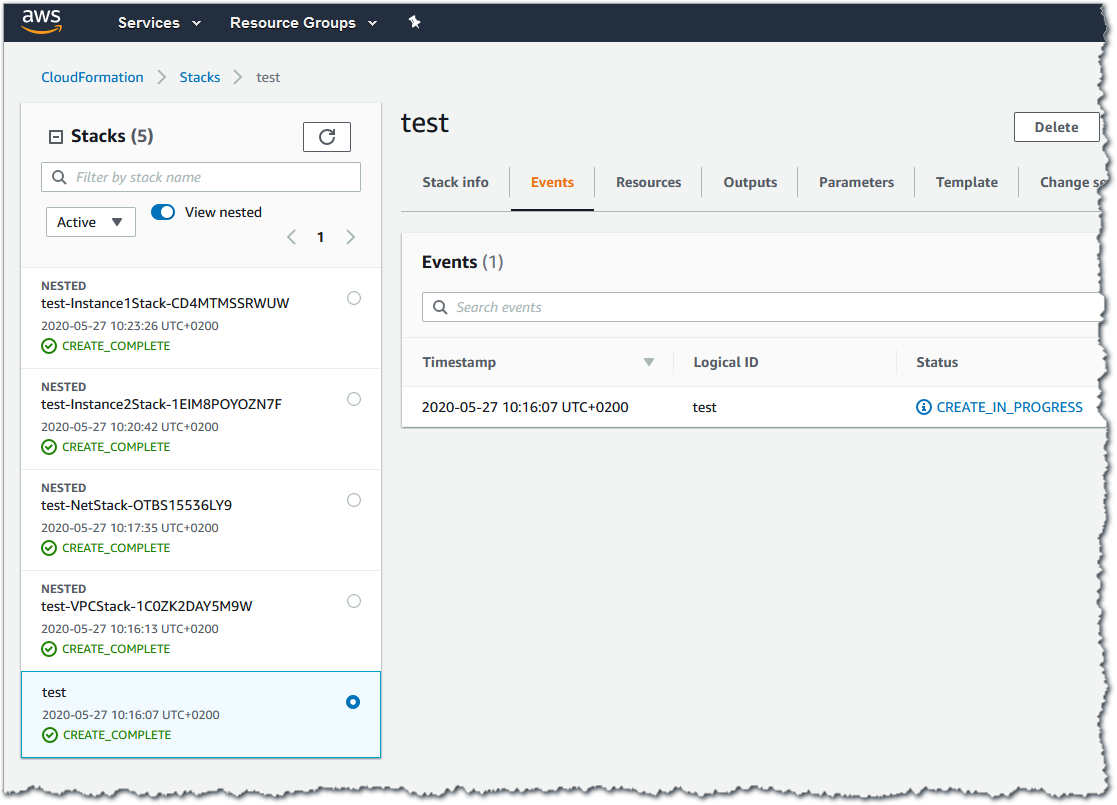 aws Services Resource Groups
CloudFormation Stacks test
Stacks (5)
Filter by stack name
Active View nested
1
NESTED
test-Instance1Stack-CD4MTMSSRWUW
2020-05-27 10:23:26 UTC+0200
CREATE_COMPLETE
NESTED
test-Instance2Stack-1EIM8POYOZN7F
2020-05-27 10:20:42 UTC+0200
CREATE_COMPLETE
NESTED
test-NetStack-OTBS15536LY9
2020-05-27 10:17:35 UTC+0200
CREATE_COMPLETE
NESTED
test-VPCStack-1C0ZK2DAY5M9W
2020-05-27 10:16:13 UTC+0200
CREATE_COMPLETE
test
2020-05-27 10:16:07 UTC+0200
CREATE_COMPLETE
test
Delete
Stack info Events Resources Outputs Parameters Template Change se
Events (1)
Search events
Timestamp Logical ID Status
2020-05-27 10:16:07 UTC+0200 test CREATE_IN_PROGRESS